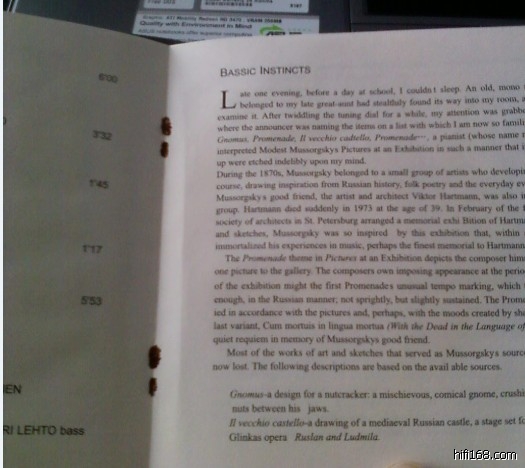 Quality with Environment in Mind
6'00
3'32
1'45
1'17
5'53
MEN
RI LEHTO bass
BASSIC INSTINCTS
Late one evening, before a day at school, I couldnt sleep. An old, mono
belonged to my late great-aunt had stealthily found its way into my room,
examine it. After twiddling the tuning dial for a while, my attention was grabbe
where the announcer was naming the items on a list with which I am now so famili
Gnomus, Promenade, Il vecchio castello, Promenade—, a pianist (whose name
interpreted Modest Mussorgskys Pictures at an Exhibition in such a manner that
up were etched indelibly upon my mind.
During the 1870s, Mussorgsky belonged to a small group of artists who developin
course, drawing inspiration from Russian history, folk poetry and the everyday
Mussorgskys good friend, the artist and architect Viktor Hartmann, was also
group. Hartmann died suddenly in 1973 at the age of 39. In February of the
society of architects in St. Petersburg arranged a memorial exhi Bition of Hartm
and sketches, Mussorgsky was so inspired by this exhibition that, within
immortalized his experiences in music, perhaps the finest memorial to Hartmann
The Promenade theme in Pictures at an Exhibition depicts the composer him
one picture to the gallery. The composers own imposing appearance at the perio
of the exhibition might the first Promenades unusual tempo marking, which
enough, in the Russian manner; not sprightly, but slightly sustained. The Prom
ied in accordance with the pictures and, perhaps, with the moods created by
last variant, Cum mortuis in lingua mortua (With the Dead in the Language of
quiet requiem in memory of Mussorgskys good friend.
Most of the works of art and sketches that served as Mussorgskys source
now lost. The following descriptions are based on the avail able sources.
Gnomus-a design for a nutcracker: a mischievous, comical gnome, crushi
nuts between his jaws.
Il vecchio castello-a drawing of a mediaeval Russian castle, a stage set fo
Glinkas opera Ruslan and Ludmila.
hifi168.com